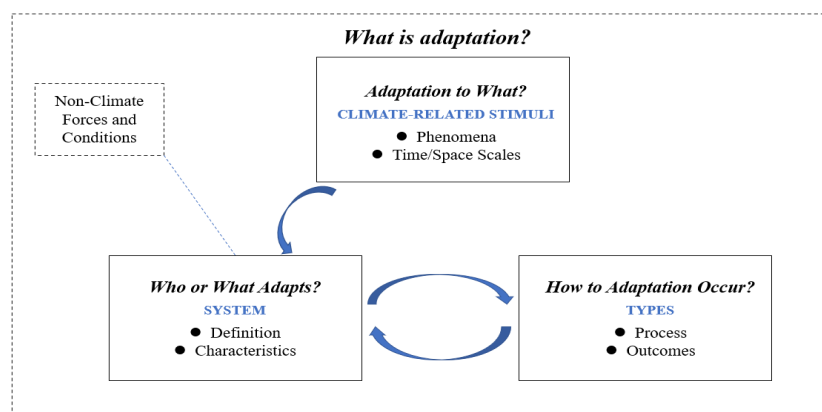 What is adaptation?
Non-Climate
Forces and
Conditions
Adaptation to What?
CLIMATE-RELATED STIMULI
● Phenomena
● Time/Space Scales
Who or What Adapts?
SYSTEM
● Definition
● Characteristics
How to Adaptation Occur?
TYPES
● Process
● Outcomes